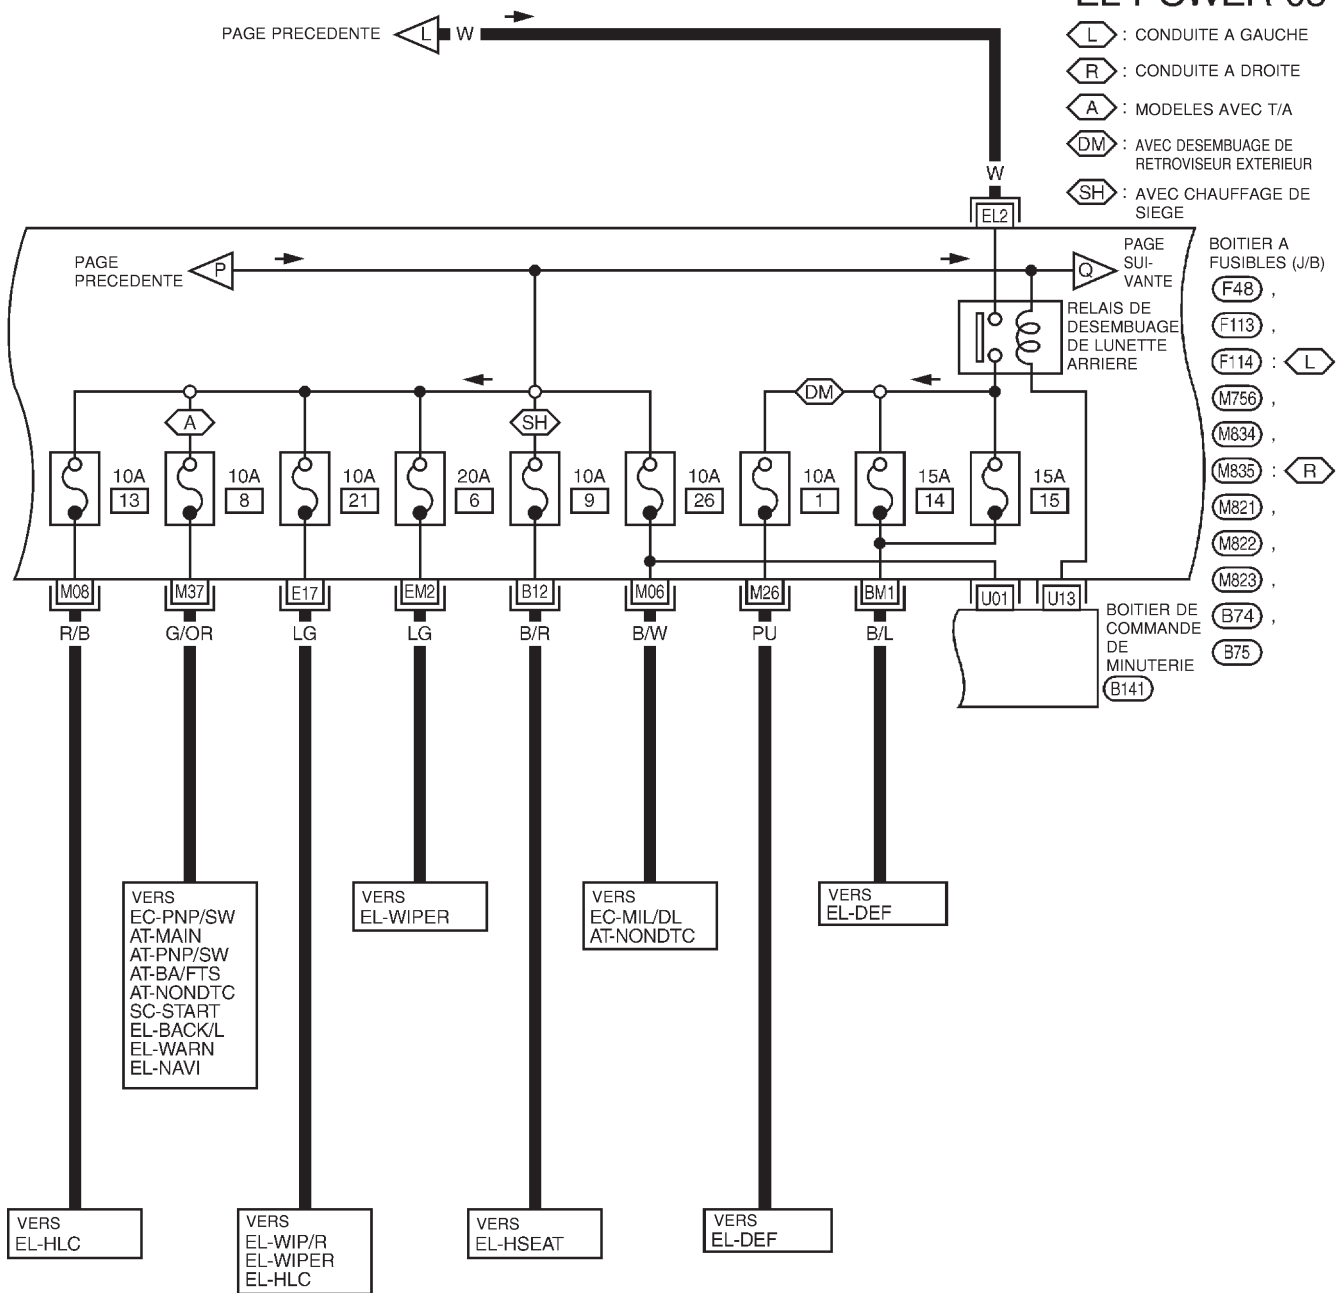 EL-POWER-03
PAGE PRECEDENTE L W
L : CONDUITE A GAUCHE
R : CONDUITE A DROITE
A : MODELES AVEC T/A
DM : AVEC DESEMBUAGE DE
RETROVISEUR EXTERIEUR
SH : AVEC CHAUFFAGE DE
SIEGE
W
EL2
PAGE
PRECEDENTE
P
Q
PAGE
SUI-
VANTE
BOITIER A
FUSIBLES (J/B)
F48 ,
F113 ,
F114 : L
M756 ,
M834 ,
M835 : R
M821 ,
M822 ,
M823 ,
B74 ,
B75
RELAIS DE
DESEMBUAGE
DE LUNETTE
ARRIERE
A
SH
DM
10A 10A 10A 20A 10A 10A 10A 15A 15A
13 8 21 6 9 26 1 14 15
M08 M37 E17 EM2 B12 M06 M26 BM1 U01 U13
R/B G/OR LG LG B/R B/W PU B/L
BOITIER DE
COMMANDE
DE
MINUTERIE
B141
VERS
EC-PNP/SW
AT-MAIN
AT-PNP/SW
AT-BA/FTS
AT-NONDTC
SC-START
EL-BACK/L
EL-WARN
EL-NAVI
VERS
EL-WIPER
VERS
EC-MIL/DL
AT-NONDTC
VERS
EL-DEF
VERS
EL-HLC
VERS
EL-WIP/R
EL-WIPER
EL-HLC
VERS
EL-HSEAT
VERS
EL-DEF